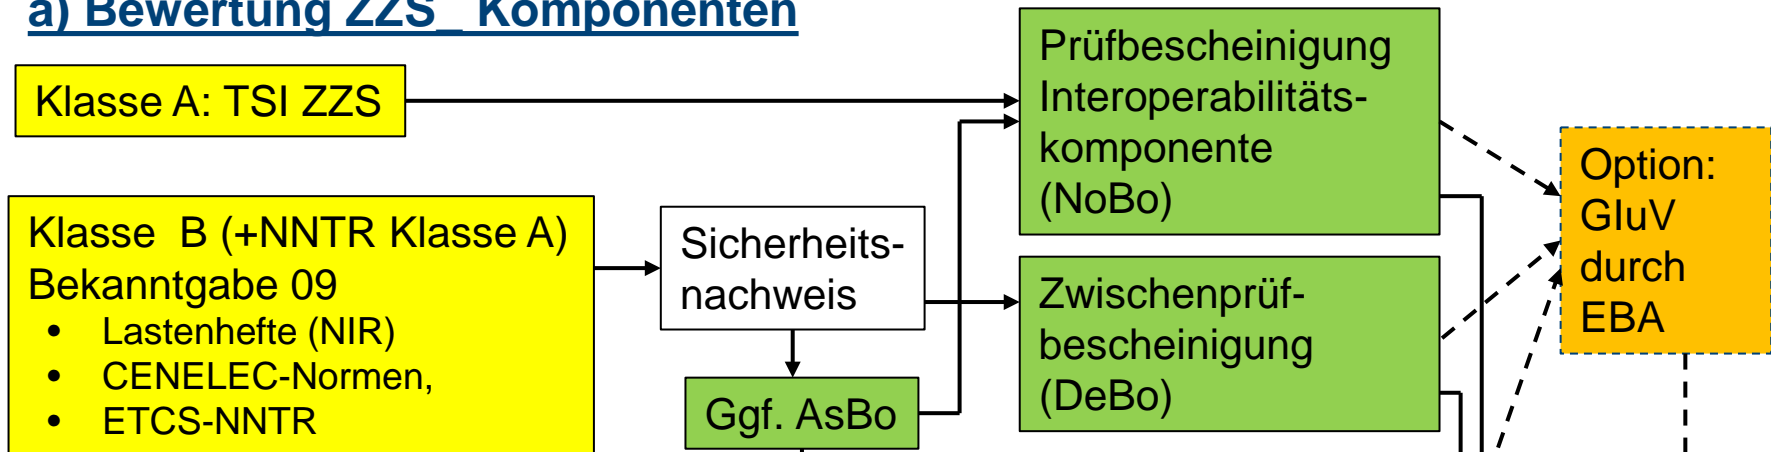 a) Bewertung ZZS_ Komponenten
Klasse A: TSI ZZS
Klasse  B (+NNTR Klasse A)
Bekanntgabe 09
• Lastenhefte (NIR)
• CENELEC-Normen,
• ETCS-NNTR
Sicherheits-
nachweis
Ggf. AsBo
Prüfbescheinigung
Interoperabilitäts-
komponente
(NoBo)
Zwischenprüf-
bescheinigung
(DeBo)
Option:
GluV
durch
EBA